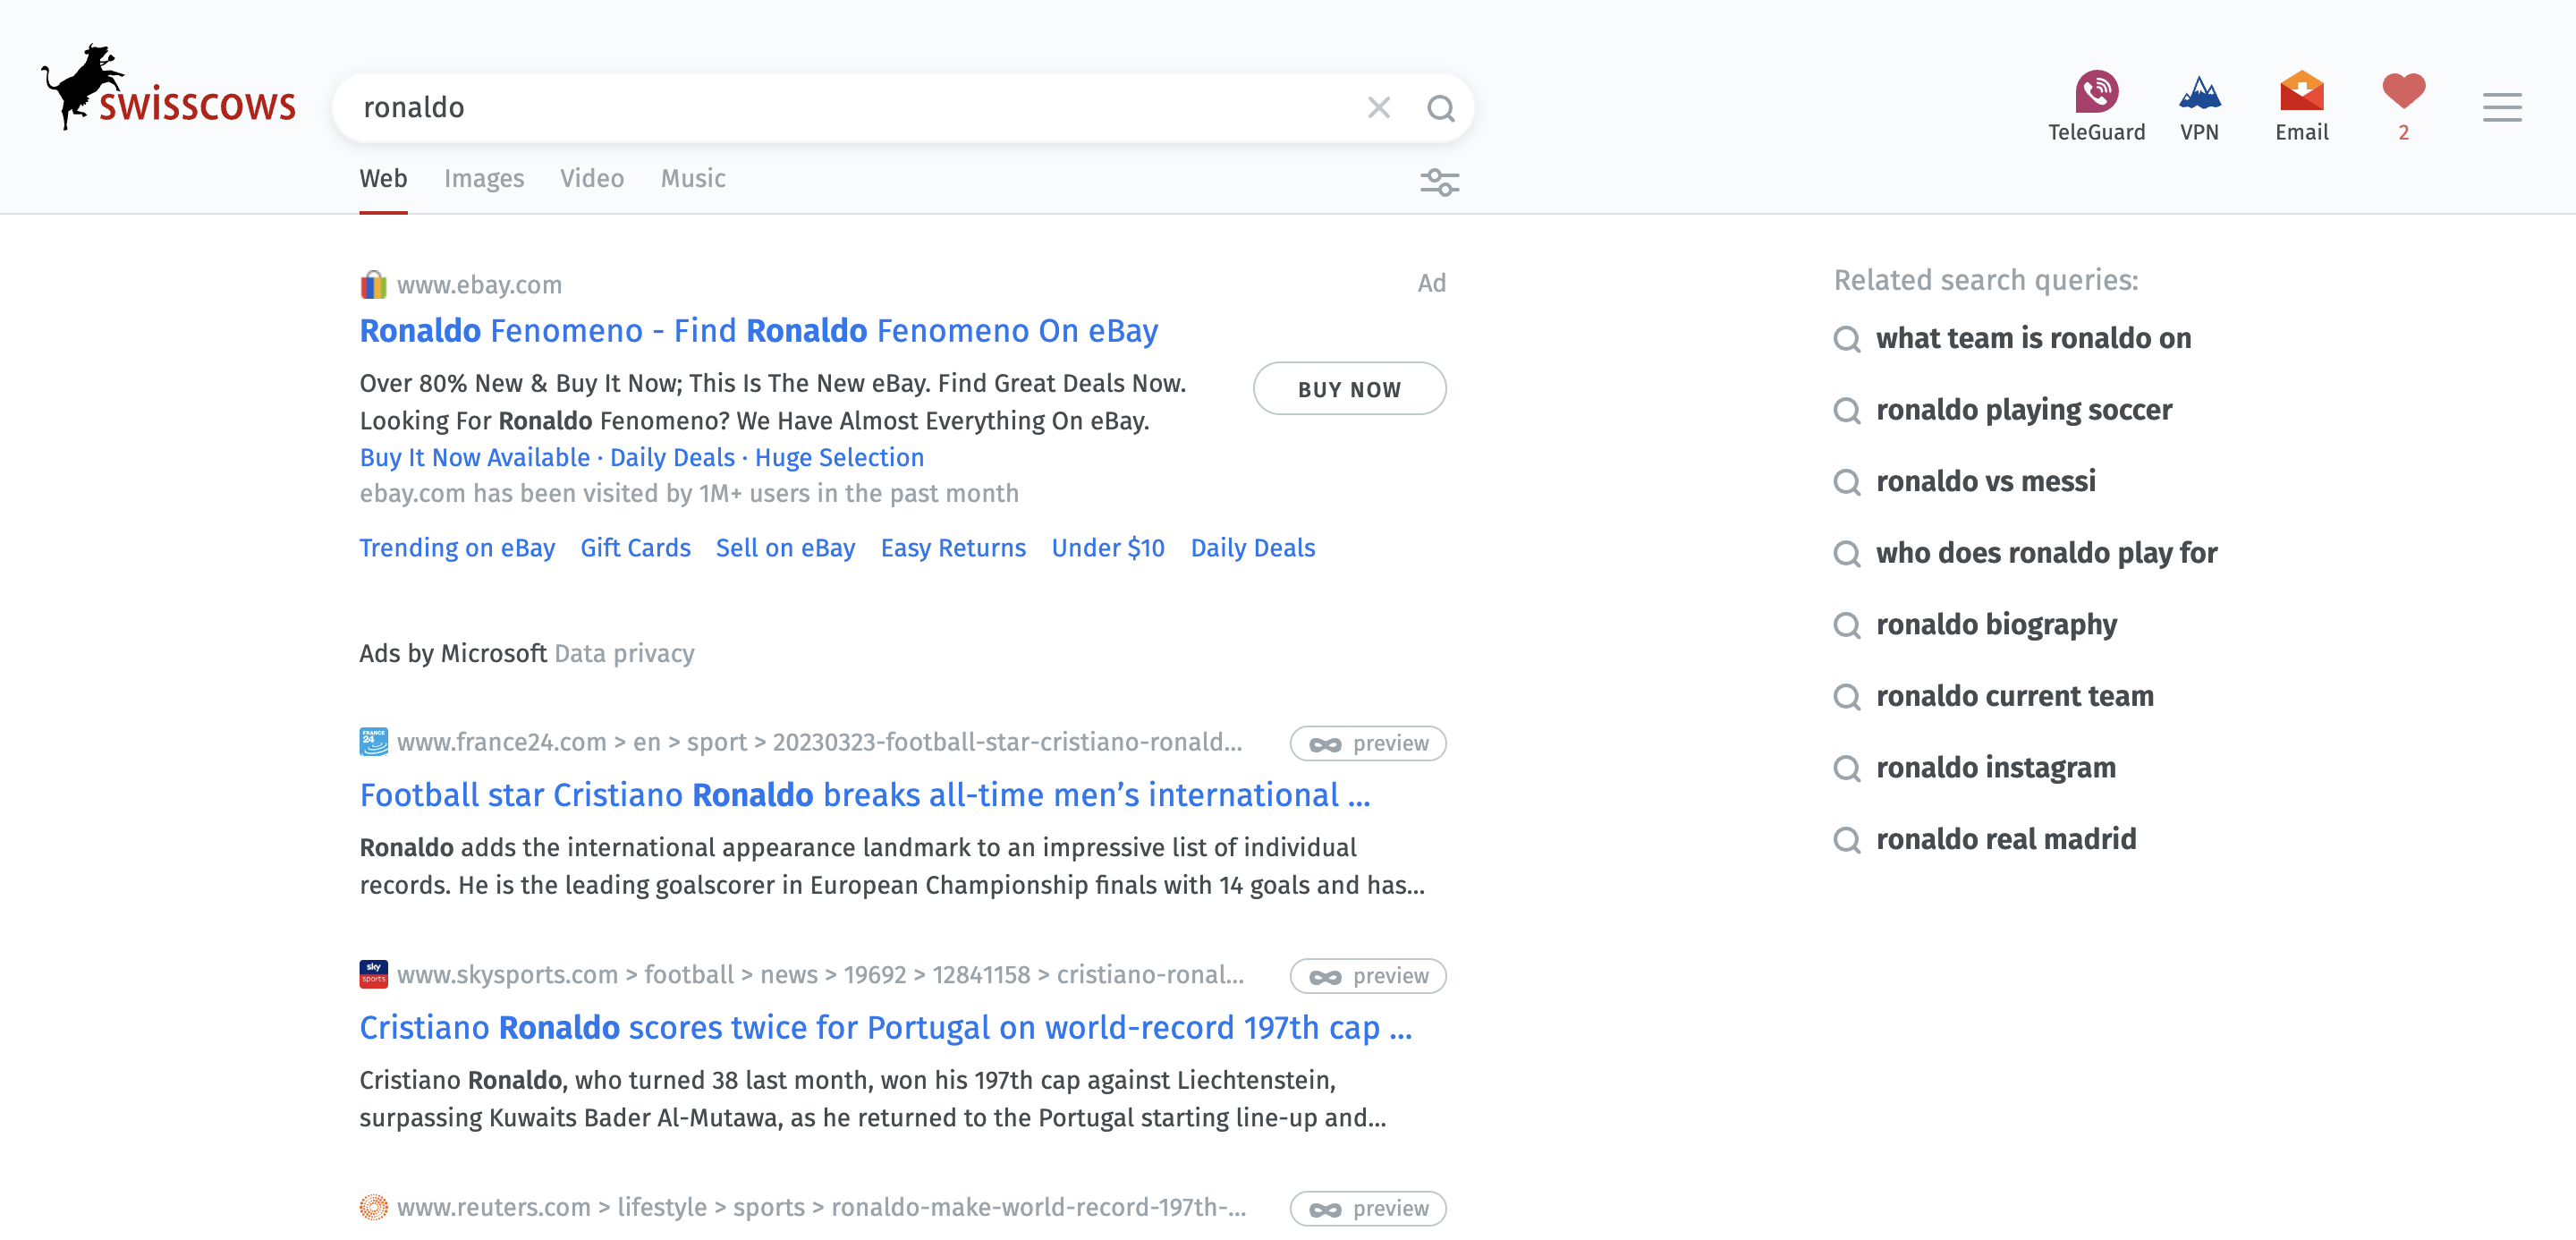 swisscows
ronaldo
TeleGuard
VPN
Email
2
Web
Images
Video
Music
www.ebay.com
Ad
Ronaldo Fenomeno - Find Ronaldo Fenomeno On eBay
Over 80% New & Buy It Now; This Is The New eBay. Find Great Deals Now.
Looking For Ronaldo Fenomeno? We Have Almost Everything On eBay.
BUY NOW
Buy It Now Available · Daily Deals · Huge Selection
ebay.com has been visited by 1M+ users in the past month
Trending on eBay Gift Cards Sell on eBay Easy Returns Under $10 Daily Deals
Ads by Microsoft Data privacy
FRANCE
24
www.france24.com > en > sport > 20230323-football-star-cristiano-ronald...
preview
Football star Cristiano Ronaldo breaks all-time men’s international ...
Ronaldo adds the international appearance landmark to an impressive list of individual
records. He is the leading goalscorer in European Championship finals with 14 goals and has...
sky
sports
www.skysports.com > football > news > 19692 > 12841158 > cristiano-ronal...
preview
Cristiano Ronaldo scores twice for Portugal on world-record 197th cap ...
Cristiano Ronaldo, who turned 38 last month, won his 197th cap against Liechtenstein,
surpassing Kuwaits Bader Al-Mutawa, as he returned to the Portugal starting line-up and...
www.reuters.com > lifestyle > sports > ronaldo-make-world-record-197th-...
preview
Related search queries:
what team is ronaldo on
ronaldo playing soccer
ronaldo vs messi
who does ronaldo play for
ronaldo biography
ronaldo current team
ronaldo instagram
ronaldo real madrid